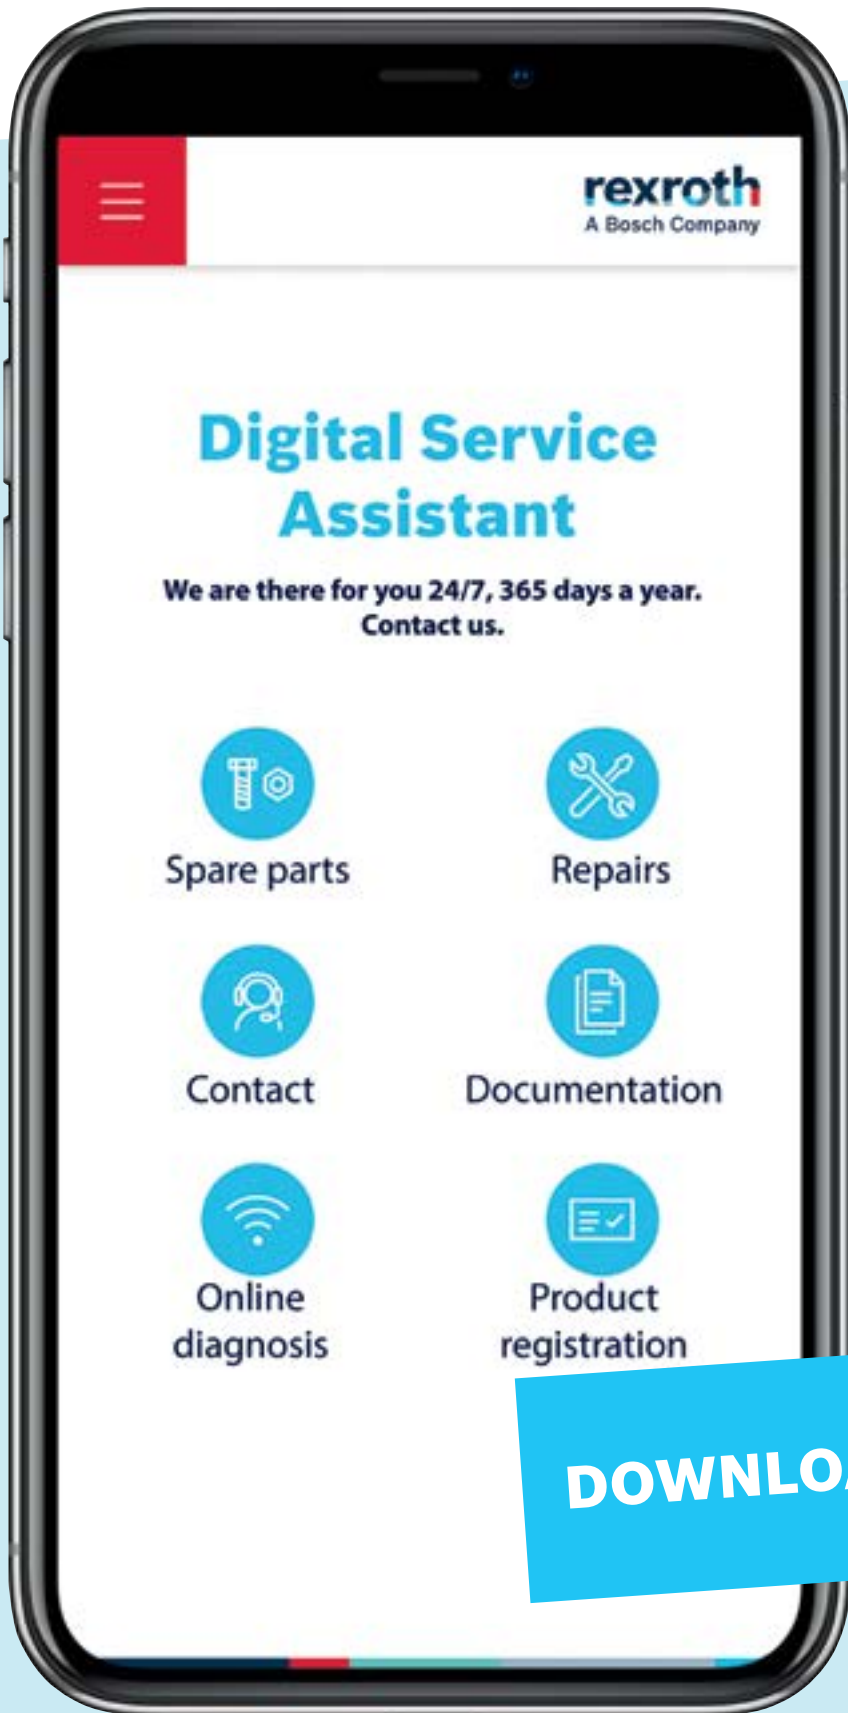 rexroth
A Bosch Company
Digital Service
Assistant
We are there for you 24/7, 365 days a year.
Contact us.
Spare parts
Repairs
Contact
Documentation
Online
diagnosis
Product
registration